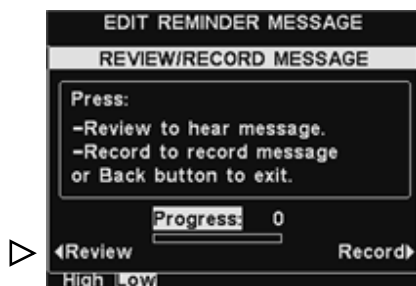 EDIT REMINDER MESSAGE
REVIEW/RECORD MESSAGE
Press:
-Review to hear message.
-Record to record message
or Back button to exit.
Progress: 0
Review Record
High Low